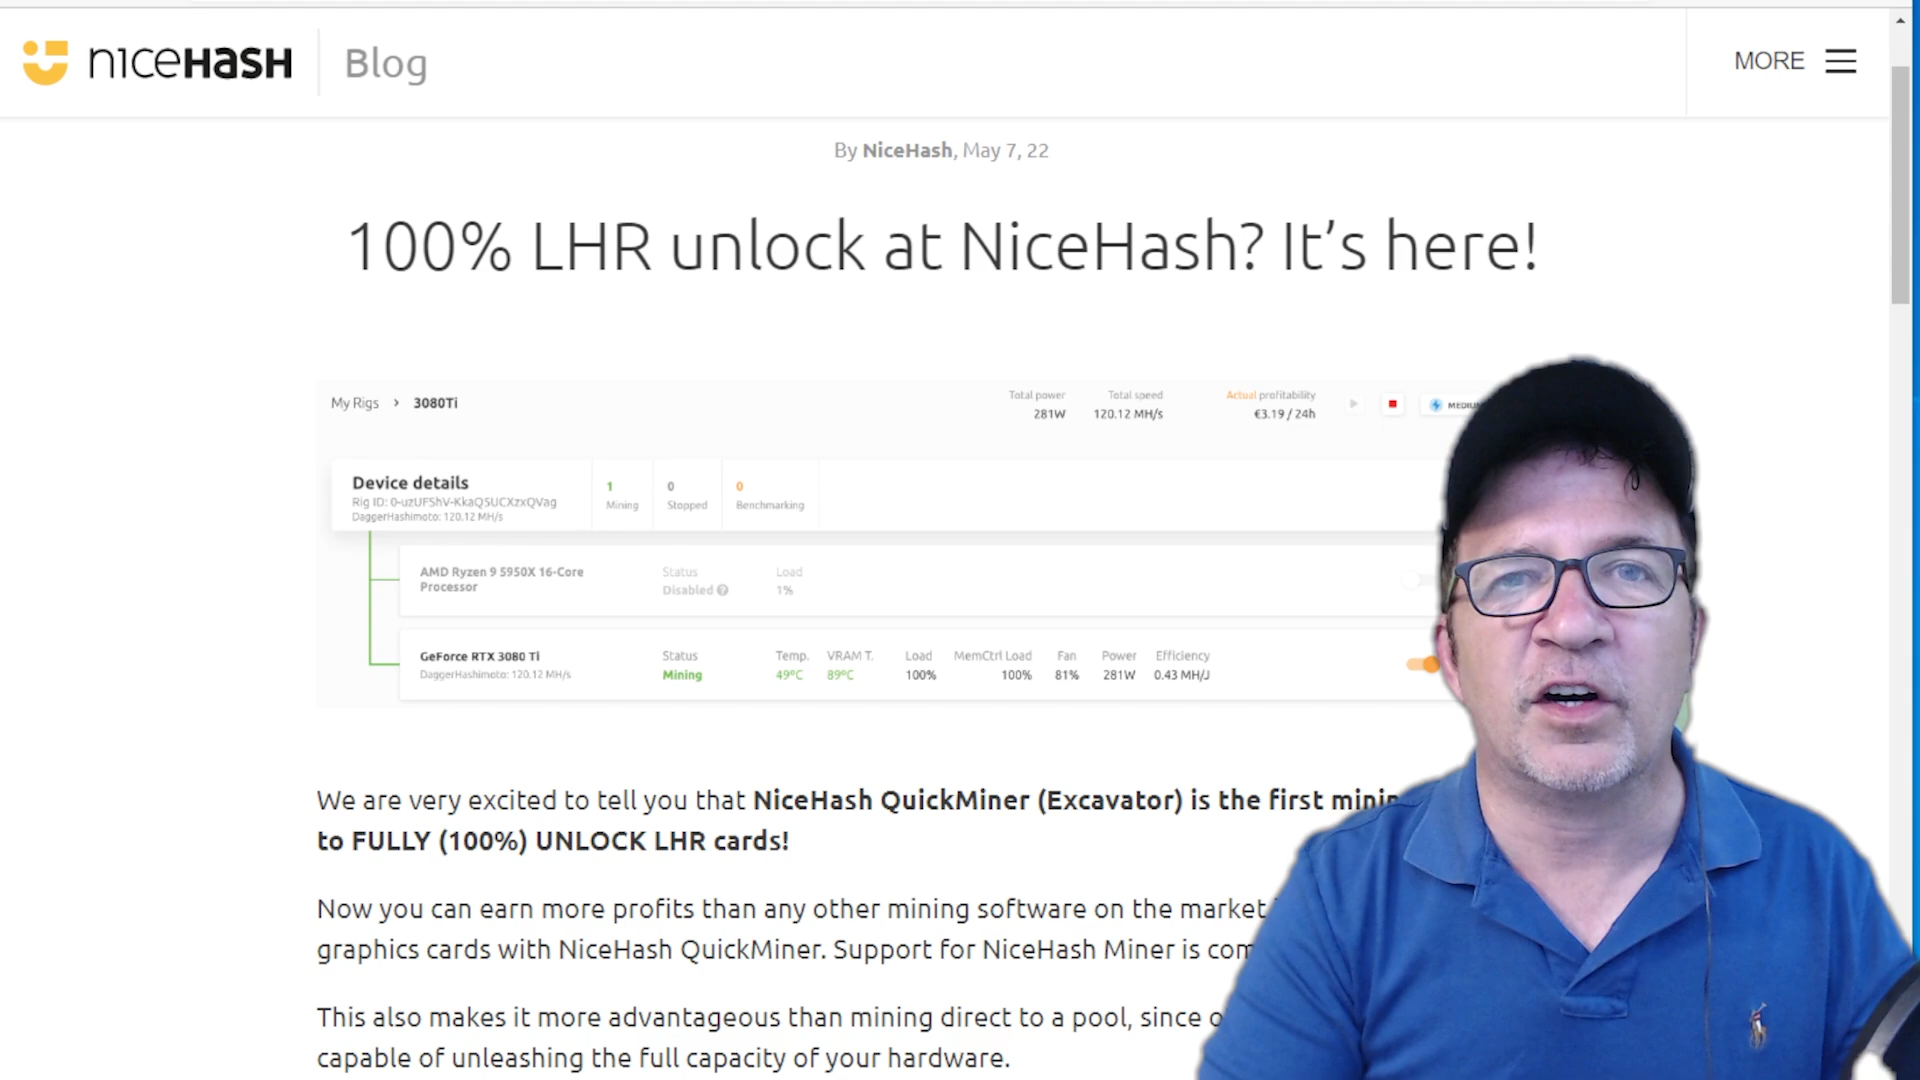 nicehash Blog MORE
By NiceHash, May 7, 22
100% LHR unlock at NiceHash? It's here!
My Rigs > 3080Ti
Total power Total speed Actual profitability
281W 120.12 MH/s €3.19 / 24h
Device details
Rig ID: 0-uzUFShV-KkaQ5UCXzxQVag
DaggerHashimoto: 120.12 MH/s
1 0 0
Mining Stopped Benchmarking
AMD Ryzen 9 5950X 16-Core
Processor
Status Load
Disabled 1%
GeForce RTX 3080 Ti
DaggerHashimoto: 120.12 MH/s
Status Temp. VRAM T. Load MemCtrl Load Fan Power Efficiency
Mining 49°C 89°C 100% 100% 81% 281W 0.43 MH/J
We are very excited to tell you that NiceHash QuickMiner (Excavator) is the first
to FULLY (100%) UNLOCK LHR cards!
Now you can earn more profits than any other mining software on the market
graphics cards with NiceHash QuickMiner. Support for NiceHash Miner is
This also makes it more advantageous than mining direct to a pool, since
capable of unleashing the full capacity of your hardware.